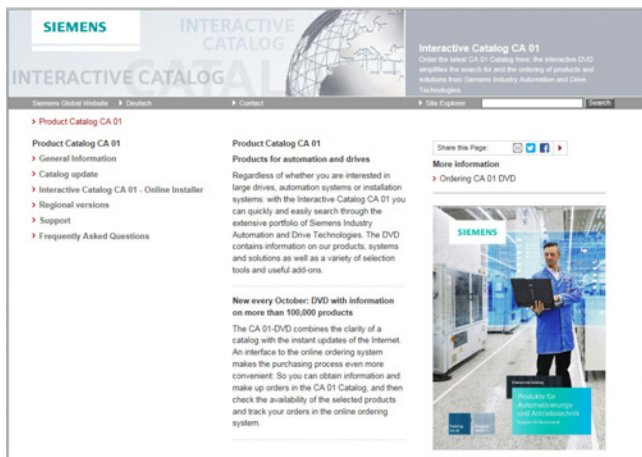 SIEMENS
INTERACTIVE
CATALOG
INTERACTIVE CATALOG
CATAL
Interactive Catalog CA 01
Order the latest CA 01 Catalog here: the interactive DVD
simplifies the search for and the ordering of products
and solutions from Siemens Industry Automation and Drive
Technologies.
Siemens Global Website
Deutsch
Contact
Site Explorer
Search
Product Catalog CA 01
Product Catalog CA 01
General Information
Catalog update
Interactive Catalog CA 01 - Online Installer
Regional versions
Support
Frequently Asked Questions
Product Catalog CA 01
Products for automation and drives
Regardless of whether you are interested in
large drives, automation systems or installation
systems: with the Interactive Catalog CA 01 you
can quickly and easily search through the
extensive portfolio of Siemens Industry
Automation and Drive Technologies. The DVD
contains information on our products, systems
and solutions as well as a variety of selection
tools and useful add-ons.
New every October: DVD with information
on more than 100,000 products
The CA 01-DVD combines the clarity of a
catalog with the instant updates of the Internet.
An interface to the online ordering system
makes the purchasing process even more
convenient: So you can obtain information and
make up orders in the CA 01 Catalog, and then
check the availability of the selected products
and track your orders in the online ordering
system.
Share this Page:
More information
Ordering CA 01 DVD
SIEMENS
Interactive Catalog
Produkte für
Automatisierungs-
und Antriebstechnik
Katalog
CA 01